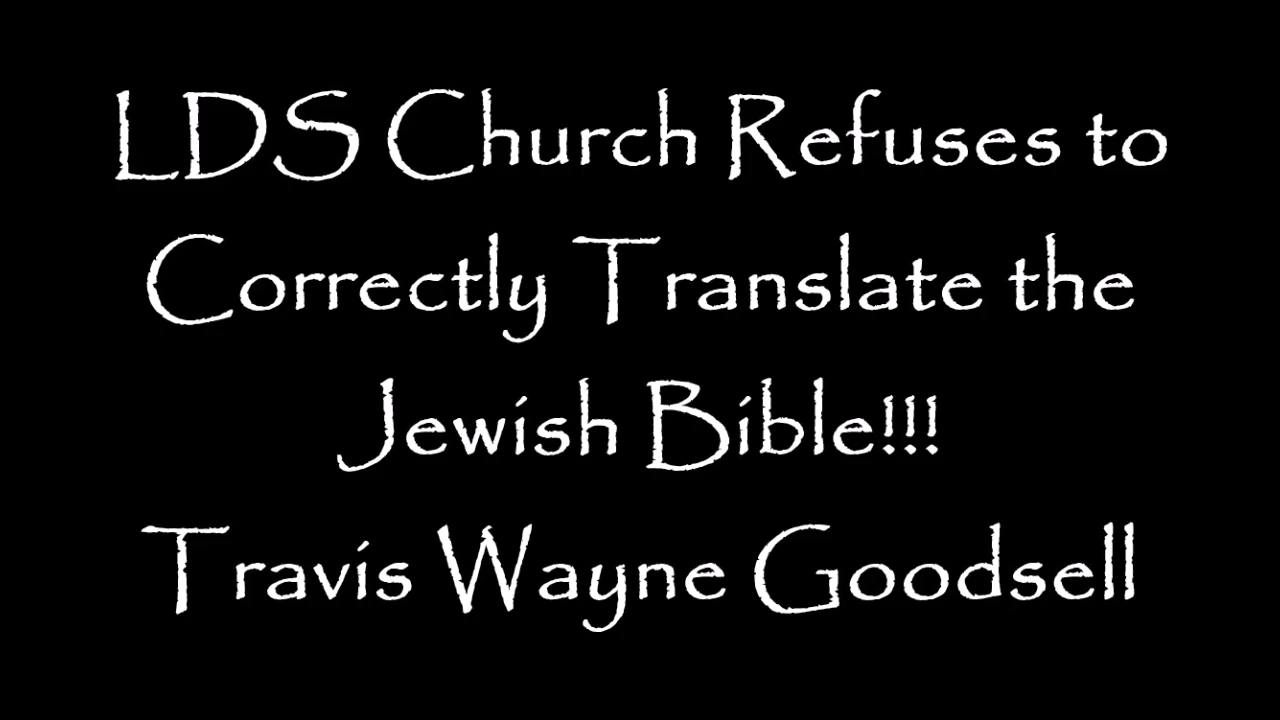 LDS Church Refuses to
Correctly Translate the
Jewish Bible!!!
Travis Wayne Goodsell